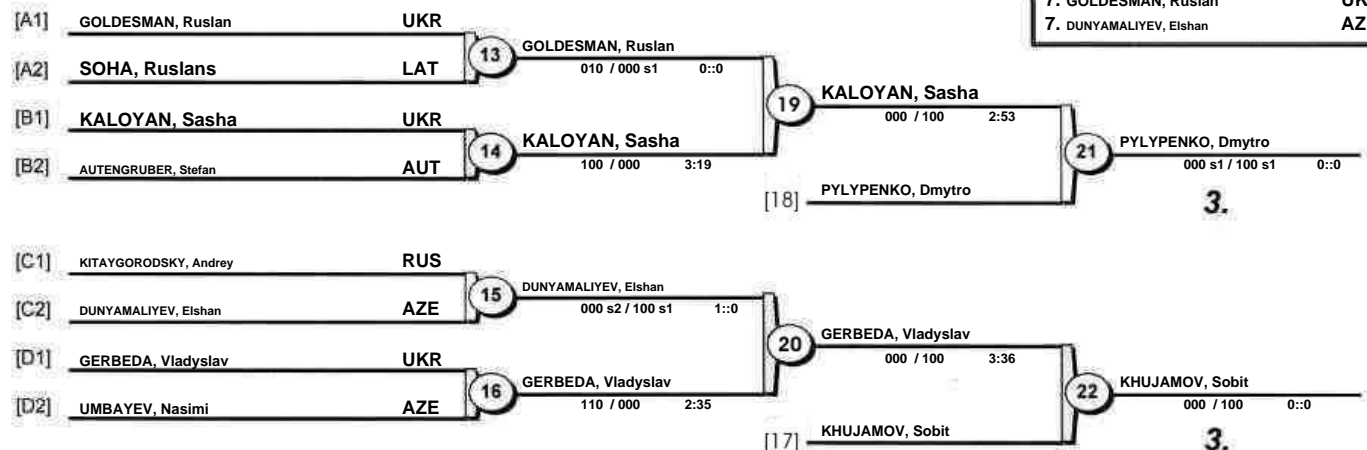 7. GOLDESMAN, Ruslan UK
7. DUNYAMALIYEV, Elshan AZ
[A1] GOLDESMAN, Ruslan UKR
13 GOLDESMAN, Ruslan
010 / 000 s1 0::0
[A2] SOHA, Ruslans LAT
19 KALOYAN, Sasha
000 / 100 2:53
[B1] KALOYAN, Sasha UKR
14 KALOYAN, Sasha
100 / 000 3:19
[B2] AUTENGRUBER, Stefan AUT
21 PYLYPENKO, Dmytro
000 s1 / 100 s1 0::0
[18] PYLYPENKO, Dmytro
3.
[C1] KITAYGORODSKY, Andrey RUS
15 DUNYAMALIYEV, Elshan
000 s2 / 100 s1 1::0
[C2] DUNYAMALIYEV, Elshan AZE
20 GERBEDA, Vladyslav
000 / 100 3:36
[D1] GERBEDA, Vladyslav UKR
16 GERBEDA, Vladyslav
110 / 000 2:35
[D2] UMBAYEV, Nasimi AZE
22 KHUJAMOV, Sobit
000 / 100 0::0
[17] KHUJAMOV, Sobit
3.